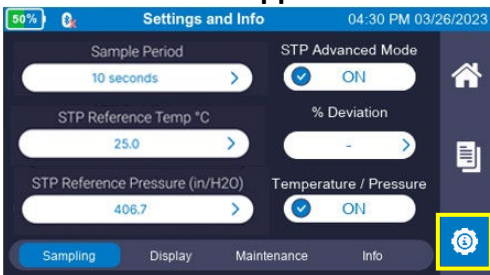 50% Settings and Info 04:30 PM 03/26/2023
Sample Period STP Advanced Mode
10 seconds ON
STP Reference Temp °C % Deviation
25.0 -
STP Reference Pressure (in/H2O) Temperature / Pressure
406.7 ON
Sampling Display Maintenance Info